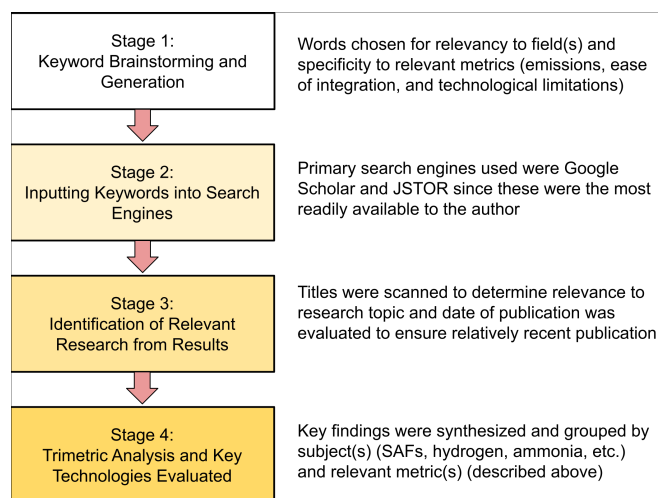 Stage 1:
Keyword Brainstorming and
Generation
Words chosen for relevancy to field(s) and
specificity to relevant metrics (emissions, ease
of integration, and technological limitations)
Stage 2:
Inputting Keywords into Search
Engines
Primary search engines used were Google
Scholar and JSTOR since these were the most
readily available to the author
Stage 3:
Identification of Relevant
Research from Results
Titles were scanned to determine relevance to
research topic and date of publication was
evaluated to ensure relatively recent publication
Stage 4:
Trimetric Analysis and Key
Technologies Evaluated
Key findings were synthesized and grouped by
subject(s) (SAFs, hydrogen, ammonia, etc.)
and relevant metric(s) (described above)